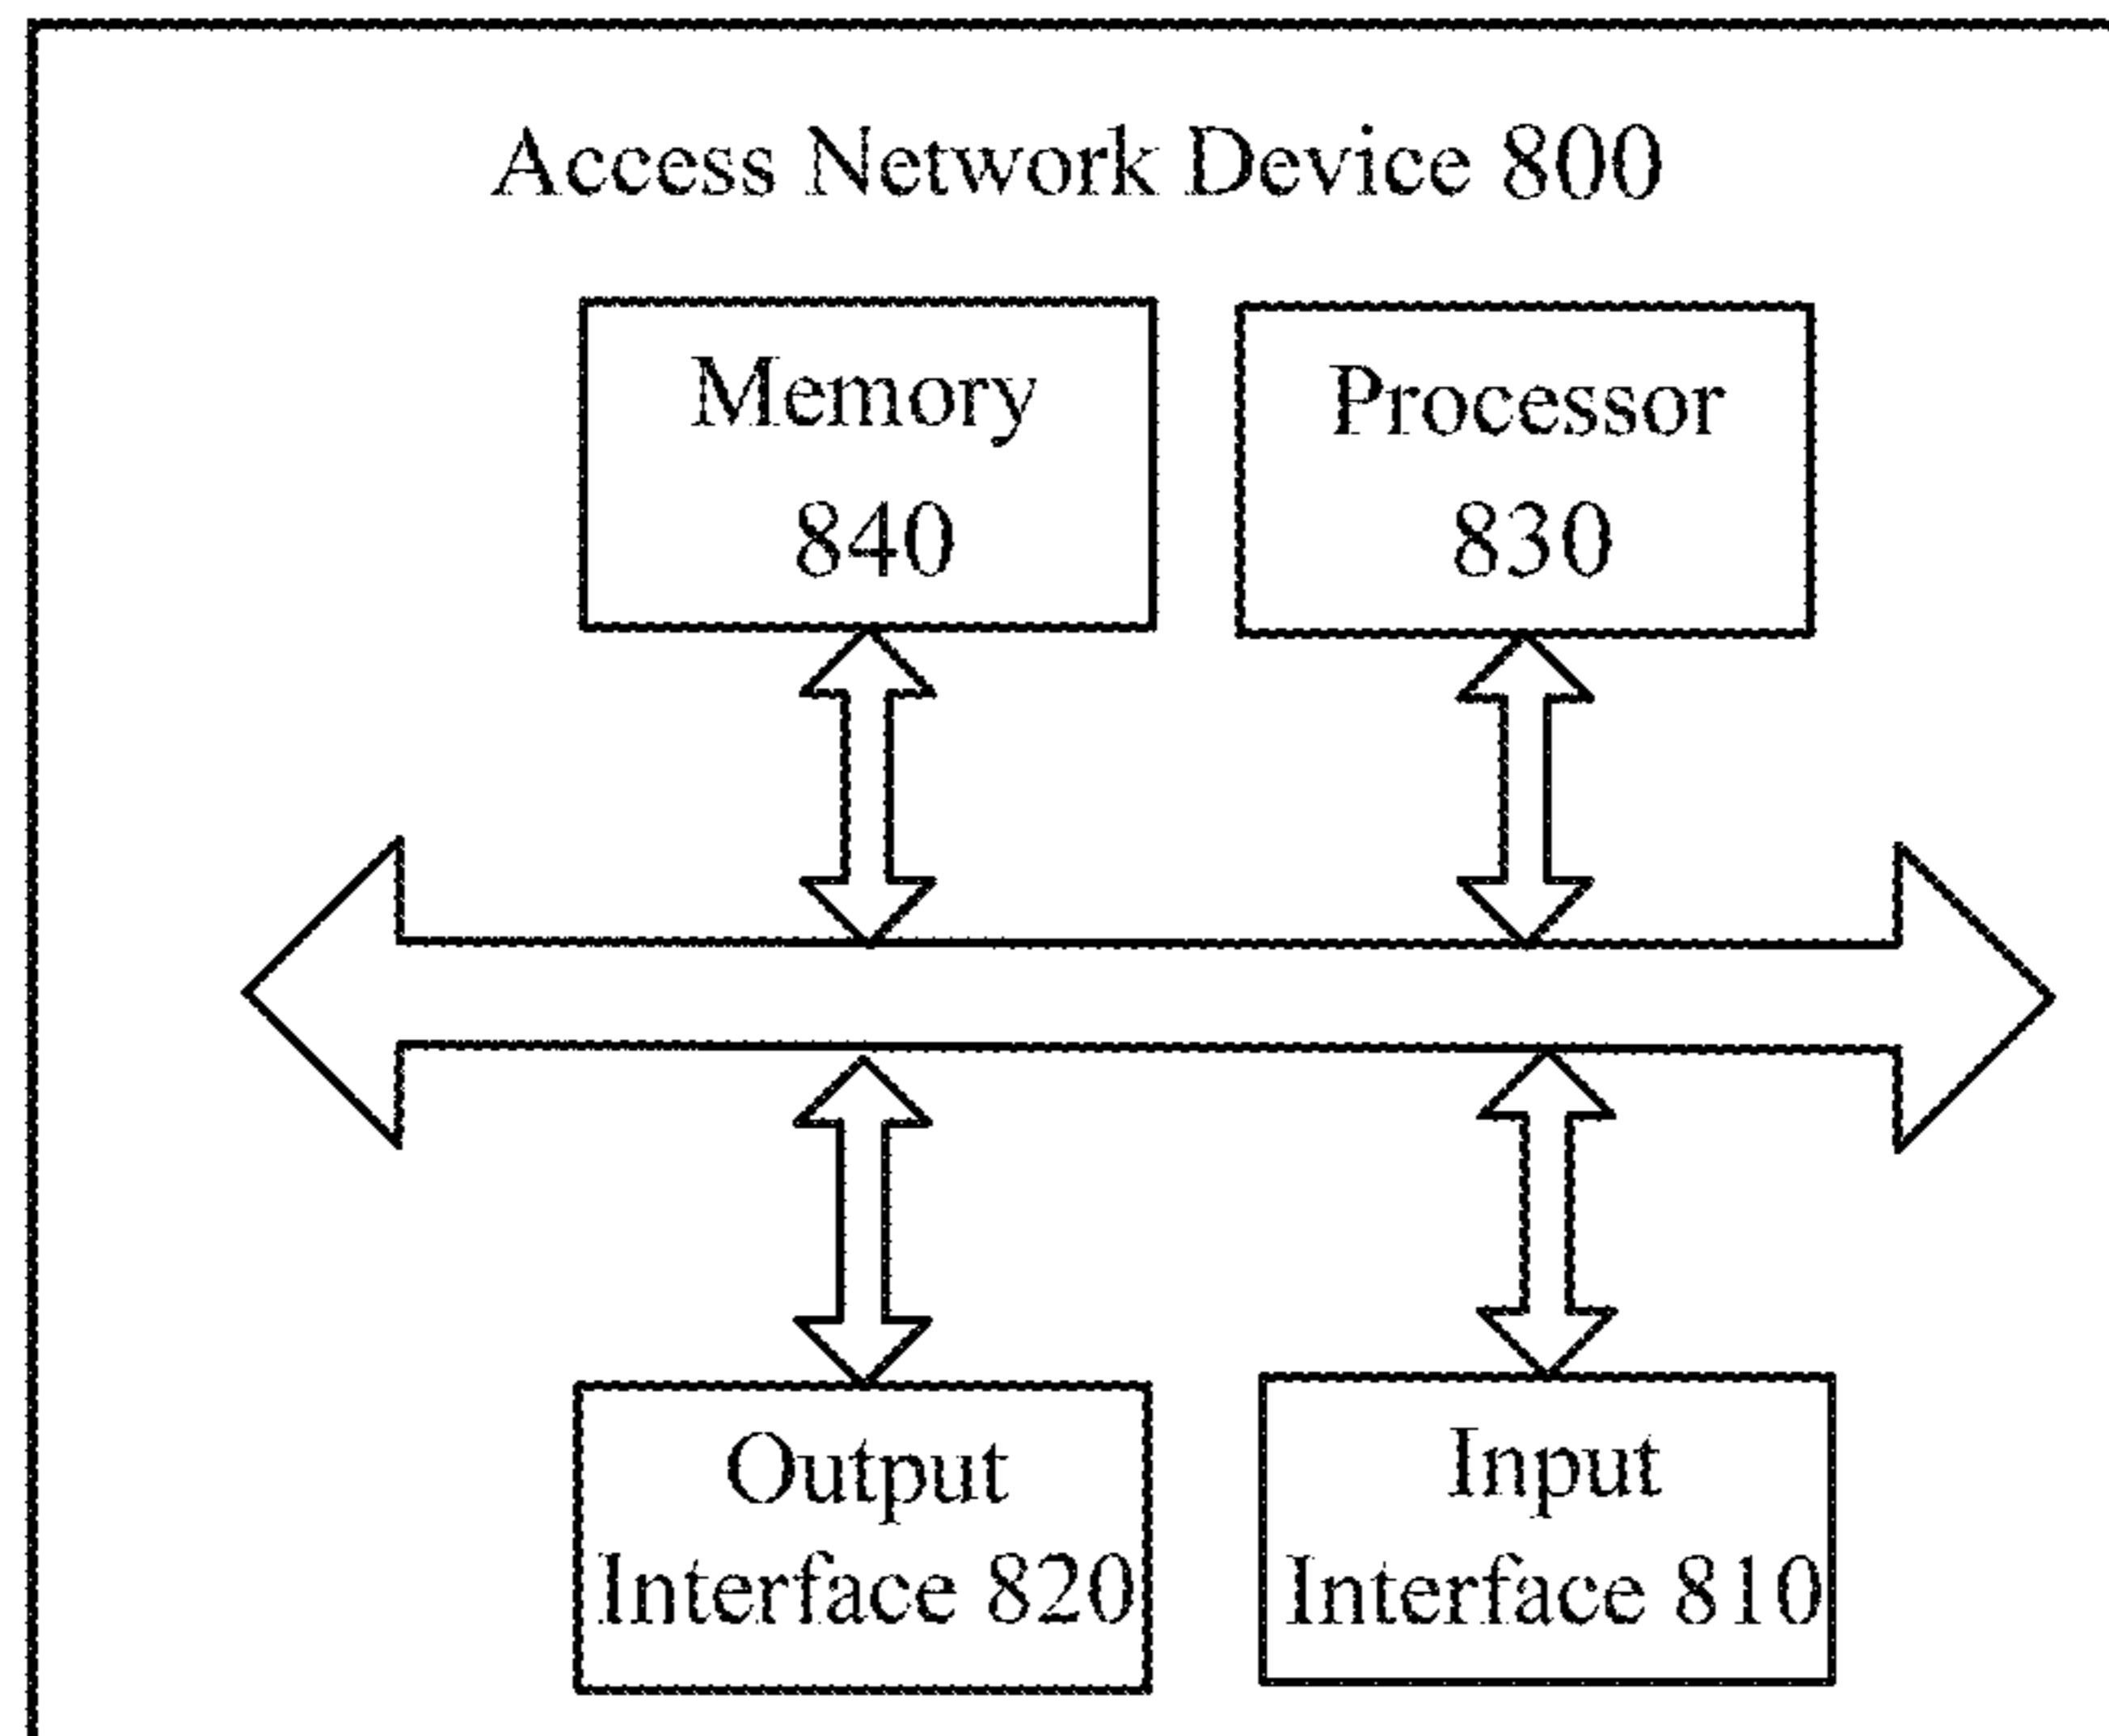 Access Network Device 800
Memory
840
Processor
830
Output
Interface 820
Input
Interface 810